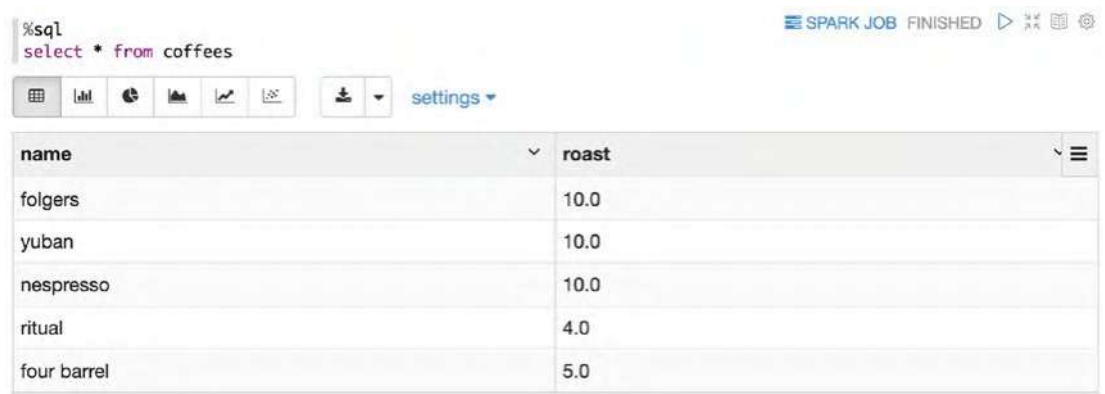 %sql
SPARK JOB FINISHED
select * from coffees
settings
name roast
folgers 10.0
yuban 10.0
nespresso 10.0
ritual 4.0
four barrel 5.0